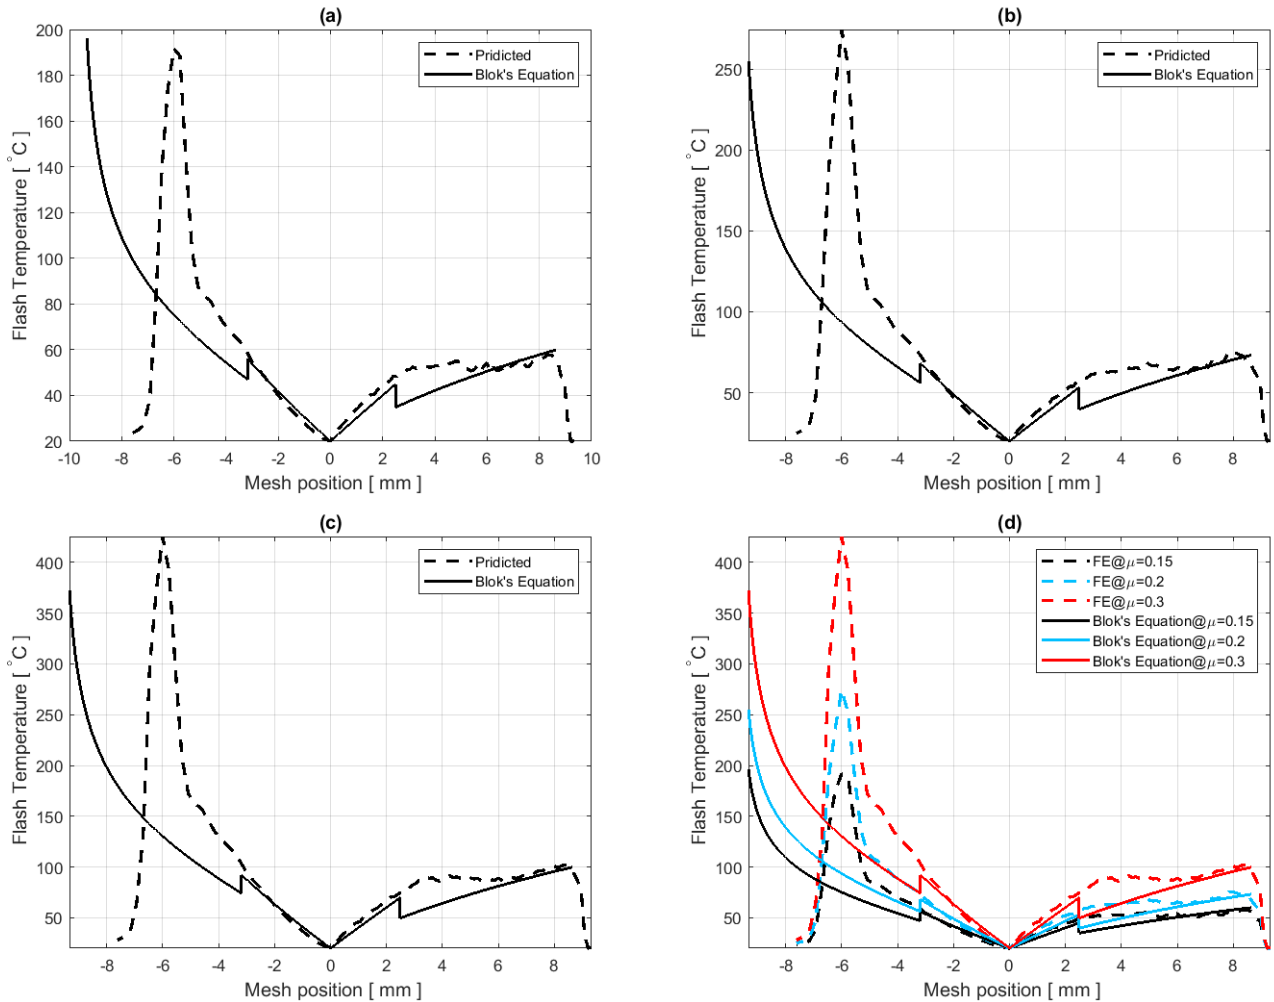 (a)
200
180
160
140
120
100
80
60
40
20
-10
-8
-6
-4
-2
0
2
4
6
8
10
Flash Temperature [ °C ]
Mesh position [ mm ]
Pridicted
Blok's Equation
(b)
250
200
150
100
50
-8
-6
-4
-2
0
2
4
6
8
Flash Temperature [ °C ]
Mesh position [ mm ]
Pridicted
Blok's Equation
(c)
400
350
300
250
200
150
100
50
-8
-6
-4
-2
0
2
4
6
8
Flash Temperature [ °C ]
Mesh position [ mm ]
Pridicted
Blok's Equation
(d)
400
350
300
250
200
150
100
50
-8
-6
-4
-2
0
2
4
6
8
Flash Temperature [ °C ]
Mesh position [ mm ]
FE@μ=0.15
FE@μ=0.2
FE@μ=0.3
Blok's Equation@μ=0.15
Blok's Equation@μ=0.2
Blok's Equation@μ=0.3